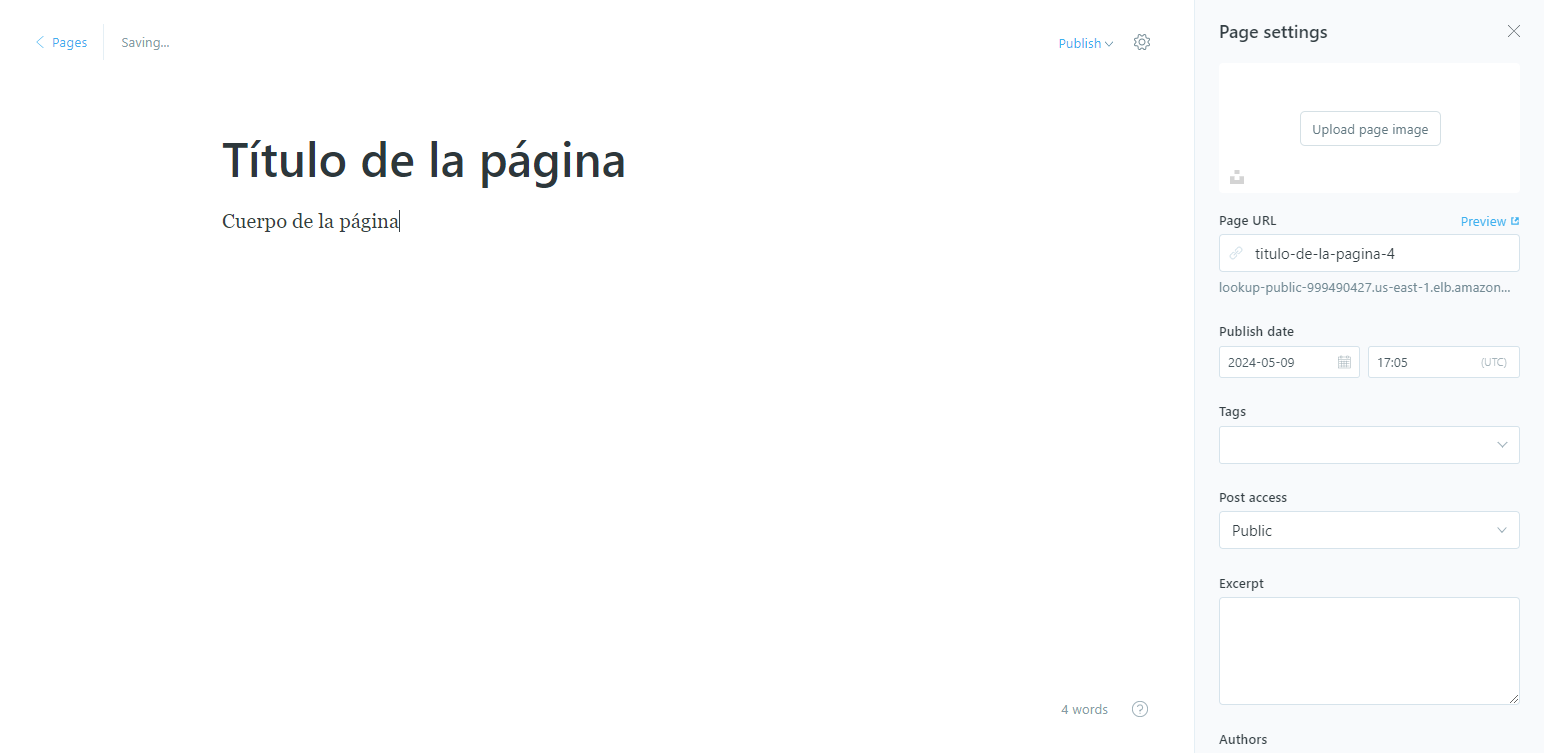 Pages
Saving...
Publish
Título de la página
Cuerpo de la página
4 words
?
Page settings
Upload page image
Page URL
Preview
titulo-de-la-pagina-4
lookup-public-999490427.us-east-1.elb.amazon...
Publish date
2024-05-09
17:05 (UTC)
Tags
Post access
Public
Excerpt
Authors